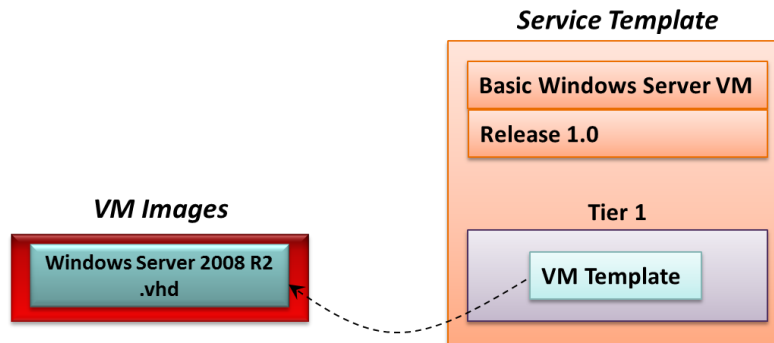 Service Template
Basic Windows Server VM
Release 1.0
VM Images
Windows Server 2008 R2
.vhd
Tier 1
VM Template